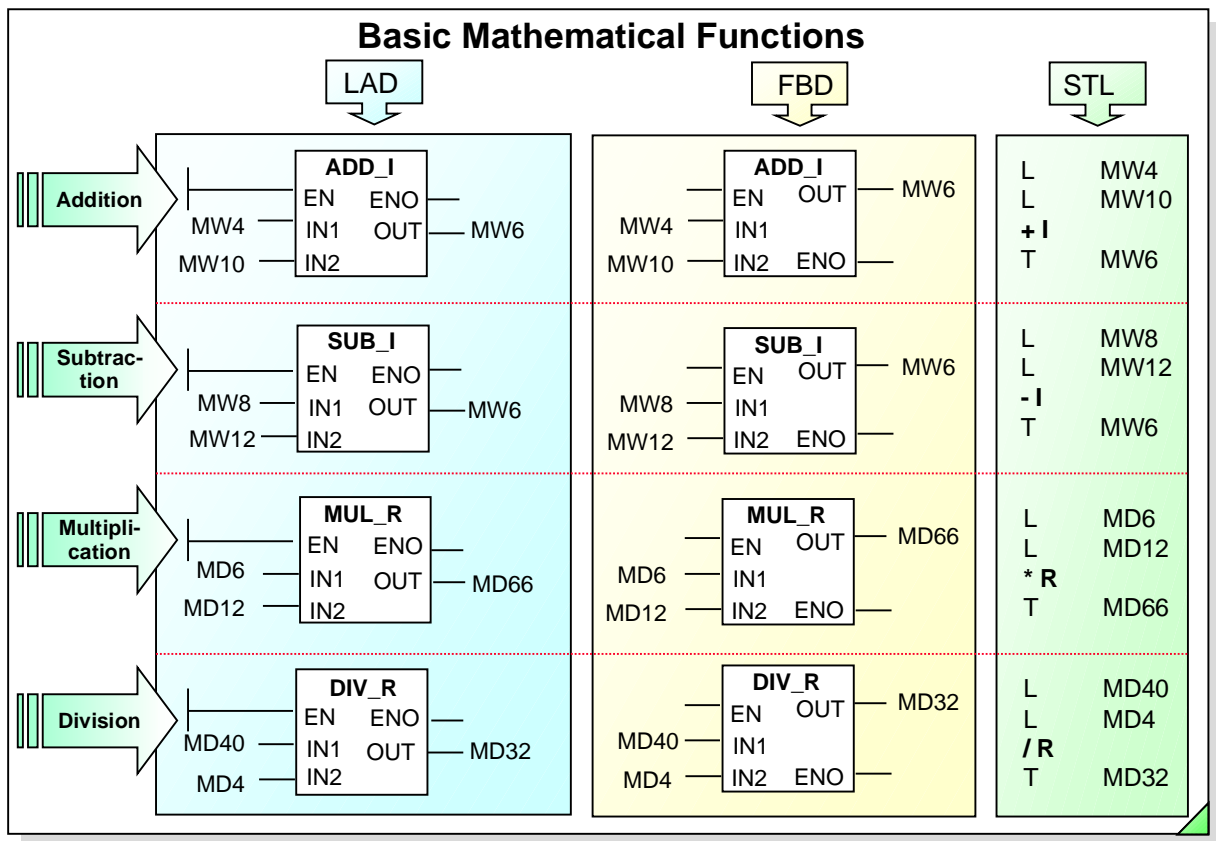 Basic Mathematical Functions
LAD FBD STL
Addition
ADD_I
EN ENO
MW4 IN1 OUT MW6
MW10 IN2
ADD_I
EN OUT MW6
MW4 IN1
MW10 IN2 ENO
L MW4
L MW10
+ I
T MW6
Subtrac-
tion
SUB_I
EN ENO
MW8 IN1 OUT MW6
MW12 IN2
SUB_I
EN OUT MW6
MW8 IN1
MW12 IN2 ENO
L MW8
L MW12
- I
T MW6
Multipli-
cation
MUL_R
EN ENO
MD6 IN1 OUT MD66
MD12 IN2
MUL_R
EN OUT MD66
MD6 IN1
MD12 IN2 ENO
L MD6
L MD12
* R
T MD66
Division
DIV_R
EN ENO
MD40 IN1 OUT MD32
MD4 IN2
DIV_R
EN OUT MD32
MD40 IN1
MD4 IN2 ENO
L MD40
L MD4
/ R
T MD32